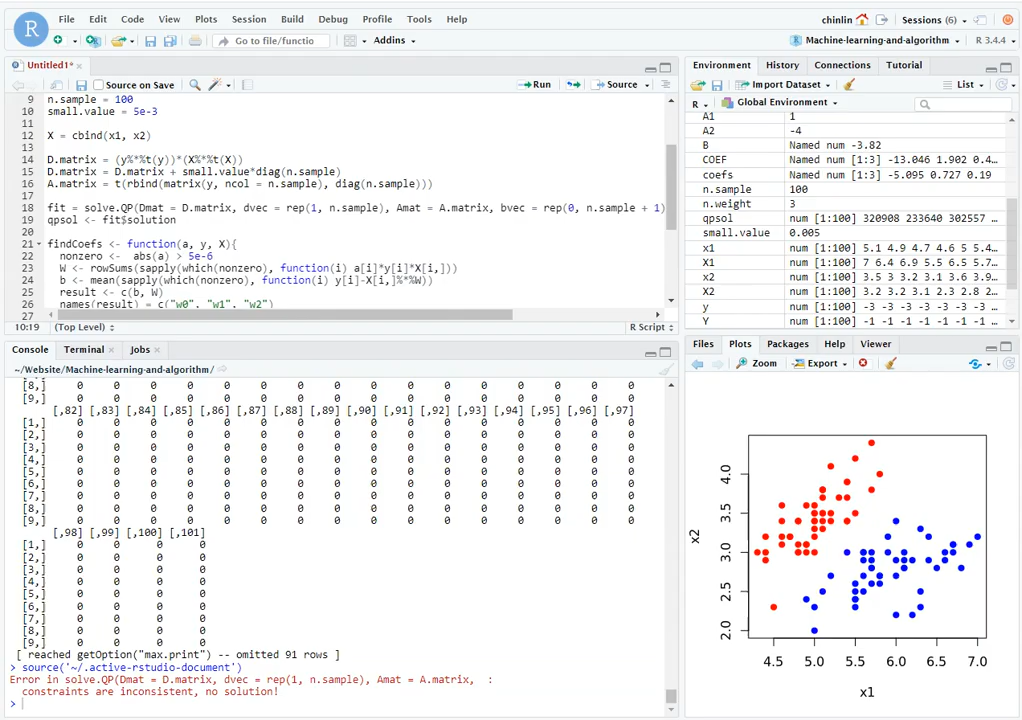 File Edit Code View Plots Session Build Debug Profile Tools Help
chinlin Sessions (6)
R
Go to file/functio Addins
Machine-learning-and-algorithm R 3.4.4
Untitled1*
Source on Save Run Source
9 n.sample = 100
10 small.value = 5e-3
11
12 X = cbind(x1, x2)
13
14 D.matrix = (y%*%t(y))*(X%*%t(X))
15 D.matrix = D.matrix + small.value*diag(n.sample)
16 A.matrix = t(rbind(matrix(y, ncol = n.sample), diag(n.sample)))
17
18 fit = solve.QP(Dmat = D.matrix, dvec = rep(1, n.sample), Amat = A.matrix, bvec = rep(0, n.sample + 1)
19 qpsol <- fit$solution
20
21 findCoefs <- function(a, y, X){
22 nonzero <- abs(a) > 5e-6
23 W <- rowSums(sapply(which(nonzero), function(i) a[i]*y[i]*X[i,]))
24 b <- mean(sapply(which(nonzero), function(i) y[i]-X[i,]%*%W))
25 result <- c(b, W)
26 names(result) = c("w0", "w1", "w2")
27
10:19 (Top Level) R Script
Console Terminal Jobs
~/Website/Machine-learning-and-algorithm/
[8,] 0 0 0 0 0 0 0 0 0 0 0 0 0 0 0 0
[9,] 0 0 0 0 0 0 0 0 0 0 0 0 0 0 0 0
[,82] [,83] [,84] [,85] [,86] [,87] [,88] [,89] [,90] [,91] [,92] [,93] [,94] [,95] [,96] [,97]
[1,] 0 0 0 0 0 0 0 0 0 0 0 0 0 0 0 0
[2,] 0 0 0 0 0 0 0 0 0 0 0 0 0 0 0 0
[3,] 0 0 0 0 0 0 0 0 0 0 0 0 0 0 0 0
[4,] 0 0 0 0 0 0 0 0 0 0 0 0 0 0 0 0
[5,] 0 0 0 0 0 0 0 0 0 0 0 0 0 0 0 0
[6,] 0 0 0 0 0 0 0 0 0 0 0 0 0 0 0 0
[7,] 0 0 0 0 0 0 0 0 0 0 0 0 0 0 0 0
[8,] 0 0 0 0 0 0 0 0 0 0 0 0 0 0 0 0
[9,] 0 0 0 0 0 0 0 0 0 0 0 0 0 0 0 0
[,98] [,99] [,100] [,101]
[1,] 0 0 0 0
[2,] 0 0 0 0
[3,] 0 0 0 0
[4,] 0 0 0 0
[5,] 0 0 0 0
[6,] 0 0 0 0
[7,] 0 0 0 0
[8,] 0 0 0 0
[9,] 0 0 0 0
[ reached getOption("max.print") -- omitted 91 rows ]
> source('~/.active-rstudio-document')
Error in solve.QP(Dmat = D.matrix, dvec = rep(1, n.sample), Amat = A.matrix, :
constraints are inconsistent, no solution!
>
Environment History Connections Tutorial
Import Dataset List
R Global Environment
A1 1
A2 -4
B Named num -3.82
COEF Named num [1:3] -13.046 1.902 0.4…
coefs Named num [1:3] -5.095 0.727 0.19
n.sample 100
n.weight 3
qpsol num [1:100] 320908 233640 302557 …
small.value 0.005
x1 num [1:100] 5.1 4.9 4.7 4.6 5 5.4…
X1 num [1:100] 7 6.4 6.9 5.5 6.5 5.7…
x2 num [1:100] 3.5 3 3.2 3.1 3.6 3.9…
X2 num [1:100] 3.2 3.2 3.1 2.3 2.8 2…
y num [1:100] -3 -3 -3 -3 -3 -3 -3 …
Y num [1:100] -1 -1 -1 -1 -1 -1 -1 …
Files Plots Packages Help Viewer
Zoom Export
x2
4.0
3.5
3.0
2.5
2.0
4.5 5.0 5.5 6.0 6.5 7.0
x1